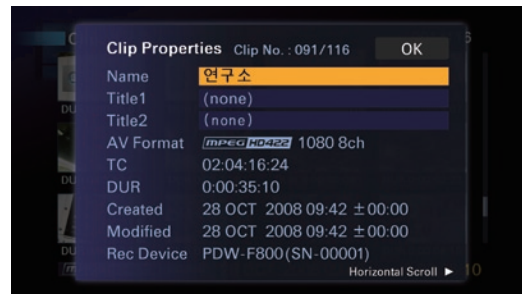 Clip Properties Clip No. : 091/116 OK
Name 연구소
Title1 (none)
Title2 (none)
AV Format MPEG HD422 1080 8ch
TC 02:04:16:24
DUR 0:00:35:10
Created 28 OCT 2008 09:42 ±00:00
Modified 28 OCT 2008 09:42 ±00:00
Rec Device PDW-F800(SN-00001)
Horizontal Scroll ▶